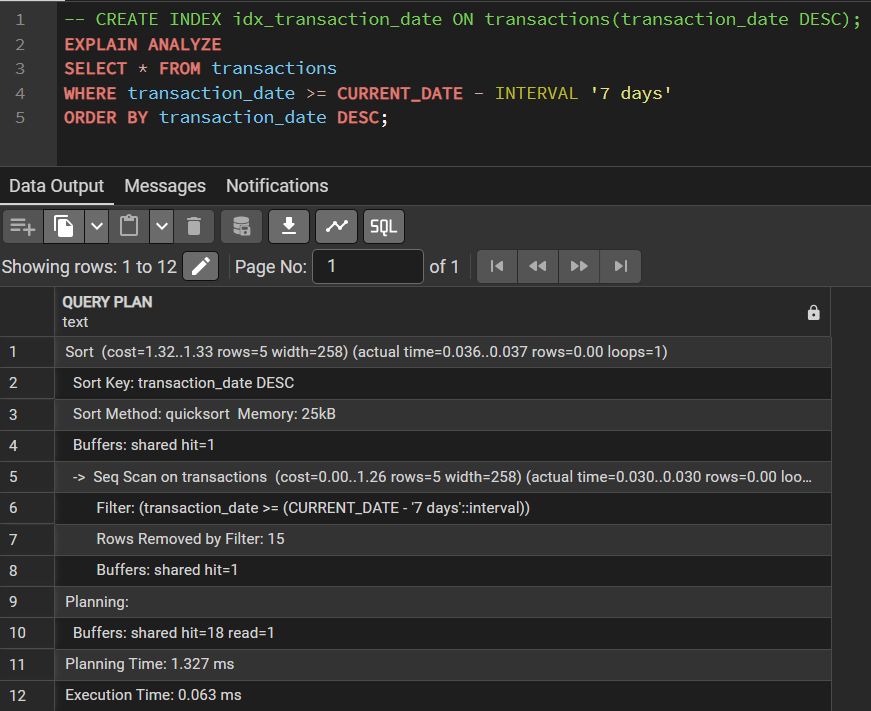 1 -- CREATE INDEX idx_transaction_date ON transactions(transaction_date DESC);
2 EXPLAIN ANALYZE
3 SELECT * FROM transactions
4 WHERE transaction_date >= CURRENT_DATE - INTERVAL '7 days'
5 ORDER BY transaction_date DESC;
Data Output Messages Notifications
SQL
Showing rows: 1 to 12 Page No: 1 of 1
QUERY PLAN
text
1 Sort (cost=1.32..1.33 rows=5 width=258) (actual time=0.036..0.037 rows=0.00 loops=1)
2 Sort Key: transaction_date DESC
3 Sort Method: quicksort Memory: 25kB
4 Buffers: shared hit=1
5 -> Seq Scan on transactions (cost=0.00..1.26 rows=5 width=258) (actual time=0.030..0.030 rows=0.00 loo...
6 Filter: (transaction_date >= (CURRENT_DATE - '7 days'::interval))
7 Rows Removed by Filter: 15
8 Buffers: shared hit=1
9 Planning:
10 Buffers: shared hit=18 read=1
11 Planning Time: 1.327 ms
12 Execution Time: 0.063 ms